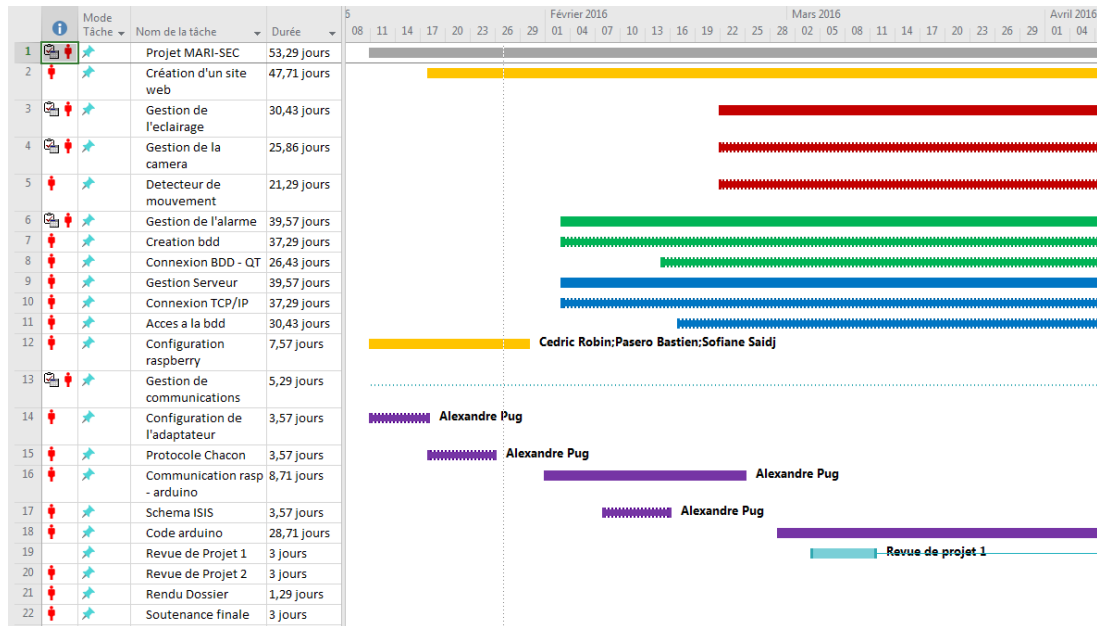 5 Février 2016 Mars 2016 Avril 2016
Mode Tâche Nom de la tâche Durée 08 11 14 17 20 23 26 29 01 04 07 10 13 16 19 22 25 28 02 05 08 11 14 17 20 23 26 29 01 04
1 Projet MARI-SEC 53,29 jours
2 Création d'un site web 47,71 jours
3 Gestion de l'eclairage 30,43 jours
4 Gestion de la camera 25,86 jours
5 Detecteur de mouvement 21,29 jours
6 Gestion de l'alarme 39,57 jours
7 Creation bdd 37,29 jours
8 Connexion BDD - QT 26,43 jours
9 Gestion Serveur 39,57 jours
10 Connexion TCP/IP 37,29 jours
11 Acces a la bdd 30,43 jours
12 Configuration raspberry 7,57 jours Cedric Robin;Pasero Bastien;Sofiane Saidj
13 Gestion de communications 5,29 jours
14 Configuration de l'adaptateur 3,57 jours Alexandre Pug
15 Protocole Chacon 3,57 jours Alexandre Pug
16 Communication rasp - arduino 8,71 jours Alexandre Pug
17 Schema ISIS 3,57 jours Alexandre Pug
18 Code arduino 28,71 jours
19 Revue de Projet 1 3 jours Revue de projet 1
20 Revue de Projet 2 3 jours
21 Rendu Dossier 1,29 jours
22 Soutenance finale 3 jours